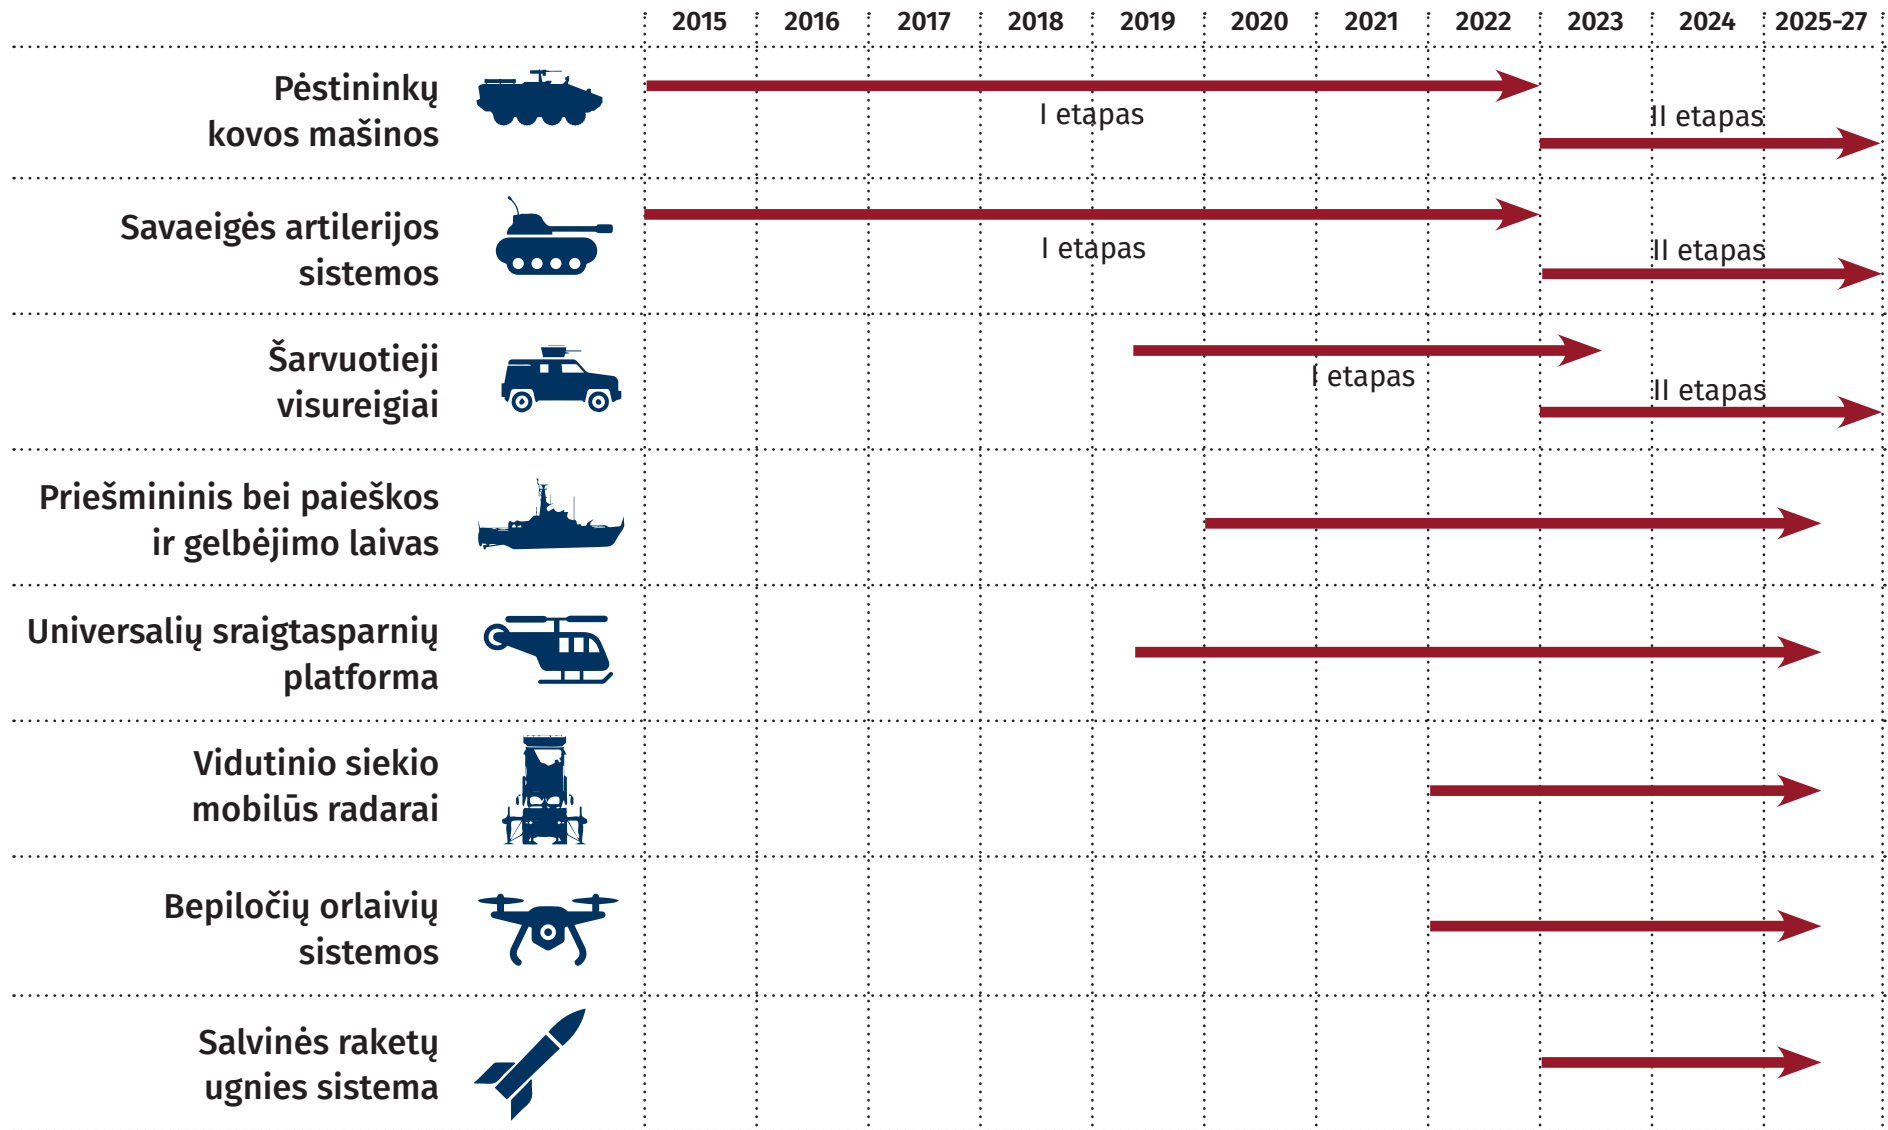 2015 2016 2017 2018 2019 2020 2021 2022 2023 2024 2025-27
Pėstininkų
kovos mašinos
I etapas
II etapas
Savaeigės artilerijos
sistemos
I etapas
II etapas
Šarvuotieji
visureigiai
I etapas
II etapas
Priešmininis bei paieškos
ir gelbėjimo laivas
Universalių sraigtasparnių
platforma
Vidutinio siekio
mobilūs radarai
Bepiločių orlaivių
sistemos
Salvinės raketų
ugnies sistema